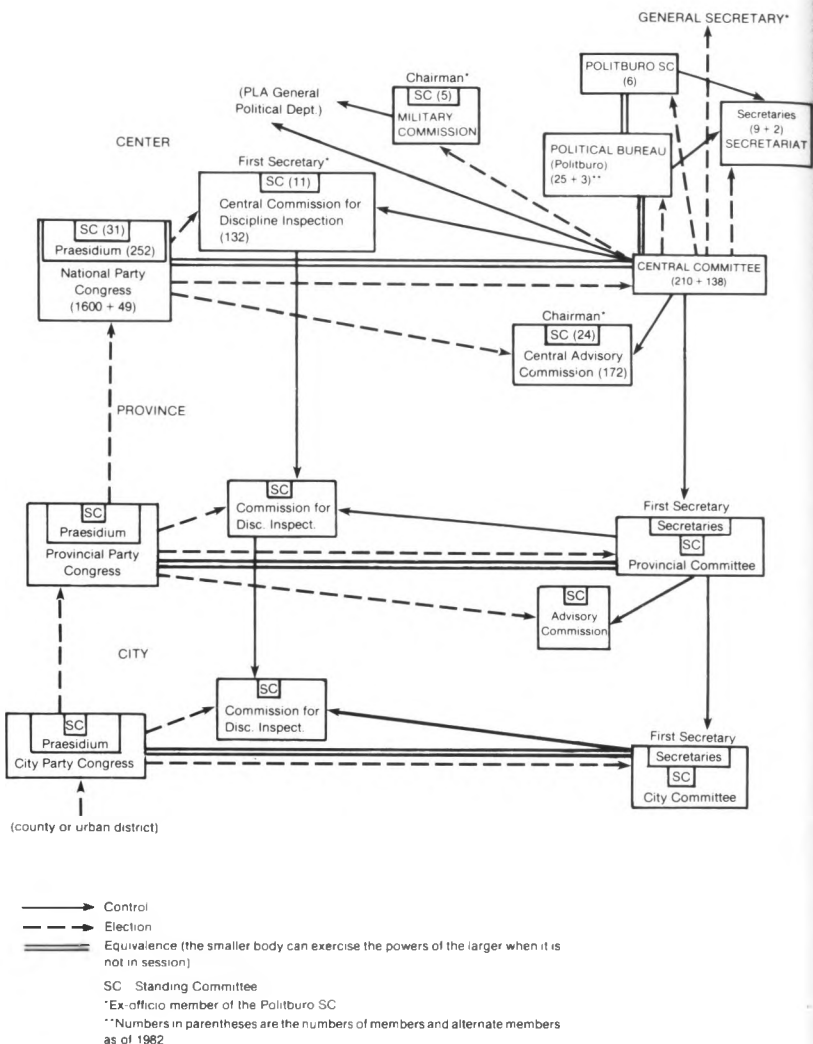 GENERAL SECRETARY*
POLITBURO SC
(6)
Chairman*
SC (5)
MILITARY
COMMISSION
(PLA General
Political Dept.)
Secretaries
(9 + 2)
SECRETARIAT
CENTER
POLITICAL BUREAU
(Politburo)
(25 + 3)**
First Secretary*
SC (11)
Central Commission for
Discipline Inspection
(132)
SC (31)
Praesidium (252)
National Party
Congress
(1600 + 49)
CENTRAL COMMITTEE
(210 + 138)
Chairman*
SC (24)
Central Advisory
Commission (172)
PROVINCE
SC
Commission for
Disc. Inspect.
SC
Praesidium
Provincial Party
Congress
First Secretary
Secretaries
SC
Provincial Committee
SC
Advisory
Commission
CITY
SC
Commission for
Disc. Inspect.
SC
Praesidium
City Party Congress
First Secretary
Secretaries
SC
City Committee
(county or urban district)
Control
Election
Equivalence (the smaller body can exercise the powers of the larger when it is
not in session)
SC Standing Committee
*Ex-officio member of the Politburo SC
**Numbers in parentheses are the numbers of members and alternate members
as of 1982